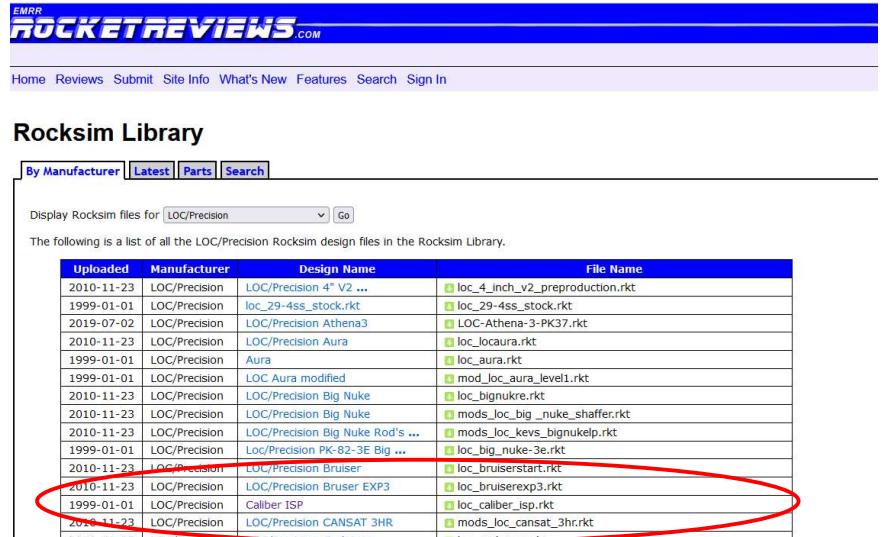 EMRR
ROCKETREVIEWS.COM
Home Reviews Submit Site Info What's New Features Search Sign In
Rocksim Library
By Manufacturer Latest Parts Search
Display Rocksim files for LOC/Precision Go
The following is a list of all the LOC/Precision Rocksim design files in the Rocksim Library.
Uploaded Manufacturer Design Name File Name
2010-11-23 LOC/Precision LOC/Precision 4" V2 ... loc_4_inch_v2_preproduction.rkt
1999-01-01 LOC/Precision loc_29-4ss_stock.rkt loc_29-4ss_stock.rkt
2019-07-02 LOC/Precision LOC/Precision Athena3 LOC-Athena-3-PK37.rkt
2010-11-23 LOC/Precision LOC/Precision Aura loc_locaura.rkt
1999-01-01 LOC/Precision Aura loc_aura.rkt
1999-01-01 LOC/Precision LOC Aura modified mod_loc_aura_level1.rkt
2010-11-23 LOC/Precision LOC/Precision Big Nuke loc_bignukre.rkt
2010-11-23 LOC/Precision LOC/Precision Big Nuke mods_loc_big _nuke_shaffer.rkt
2010-11-23 LOC/Precision LOC/Precision Big Nuke Rod's ... mods_loc_kevs_bignukelp.rkt
1999-01-01 LOC/Precision Loc/Precision PK-82-3E Big ... loc_big_nuke-3e.rkt
2010-11-23 LOC/Precision LOC/Precision Bruiser loc_bruiserstart.rkt
2010-11-23 LOC/Precision LOC/Precision Bruser EXP3 loc_bruiserexp3.rkt
1999-01-01 LOC/Precision Caliber ISP loc_caliber_isp.rkt
2010-11-23 LOC/Precision LOC/Precision CANSAT 3HR mods_loc_cansat_3hr.rkt